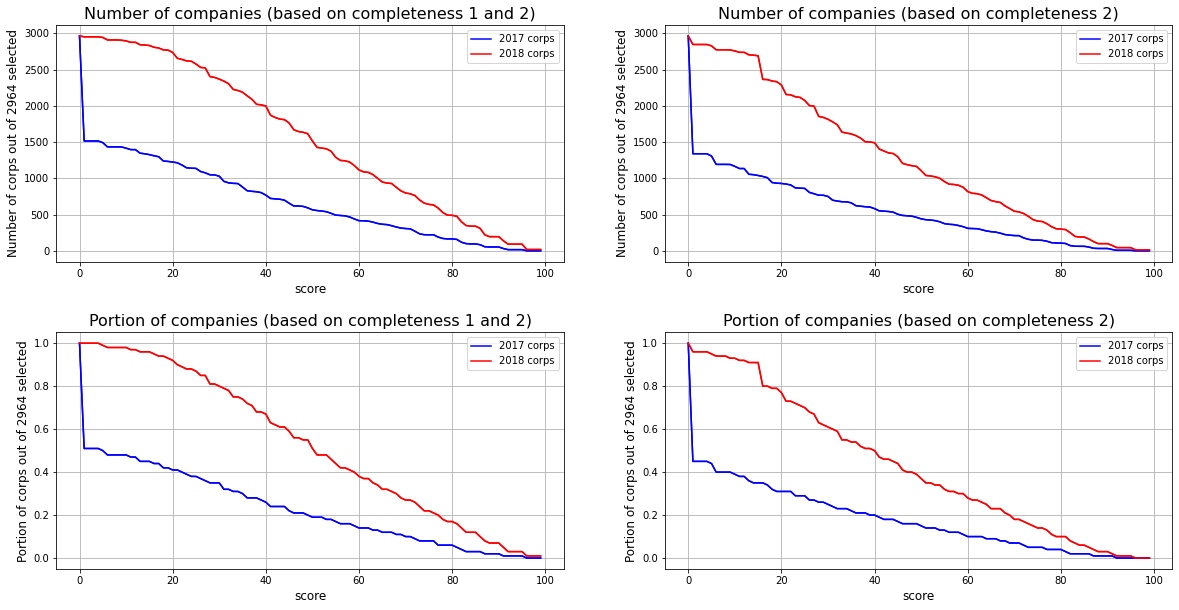 Number of companies (based on completeness 1 and 2)
Number of corps out of 2964 selected
3000
2500
2000
1500
1000
500
0
2017 corps
2018 corps
0 20 40 60 80 100
score
Number of companies (based on completeness 2)
Number of corps out of 2964 selected
3000
2500
2000
1500
1000
500
0
2017 corps
2018 corps
0 20 40 60 80 100
score
Portion of companies (based on completeness 1 and 2)
Portion of corps out of 2964 selected
1.0
0.8
0.6
0.4
0.2
0.0
2017 corps
2018 corps
0 20 40 60 80 100
score
Portion of companies (based on completeness 2)
Portion of corps out of 2964 selected
1.0
0.8
0.6
0.4
0.2
0.0
2017 corps
2018 corps
0 20 40 60 80 100
score